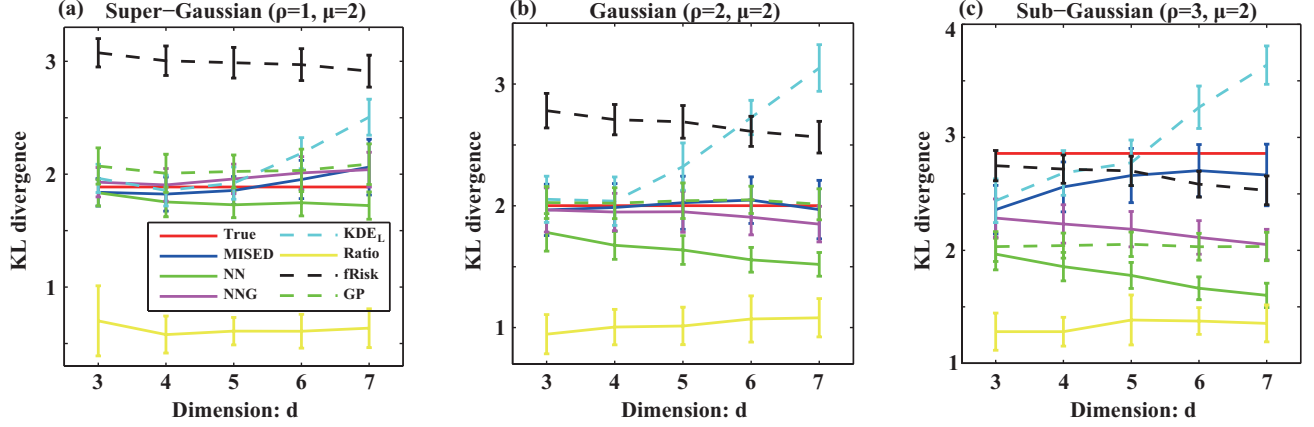 (a) Super−Gaussian (ρ=1, μ=2)
KL divergence
3
2
1
True
MISED
NN
NNG
KDE_L
Ratio
fRisk
GP
3 4 5 6 7
Dimension: d
(b) Gaussian (ρ=2, μ=2)
KL divergence
3
2
1
3 4 5 6 7
Dimension: d
(c) Sub−Gaussian (ρ=3, μ=2)
KL divergence
4
3
2
1
3 4 5 6 7
Dimension: d